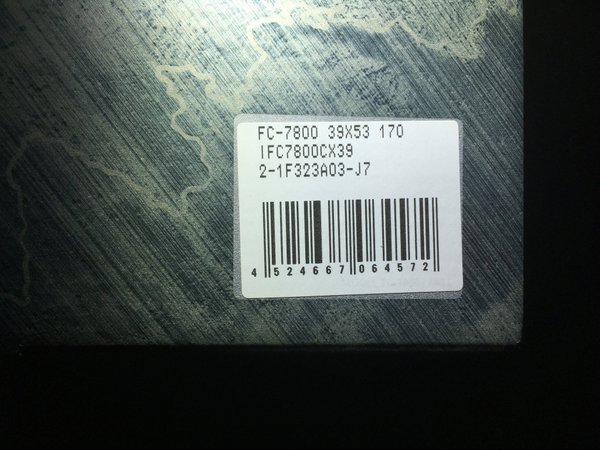 FC-7800 39X53 170
IFC7800CX39
2-1F323A03-J7
4 524667 064572